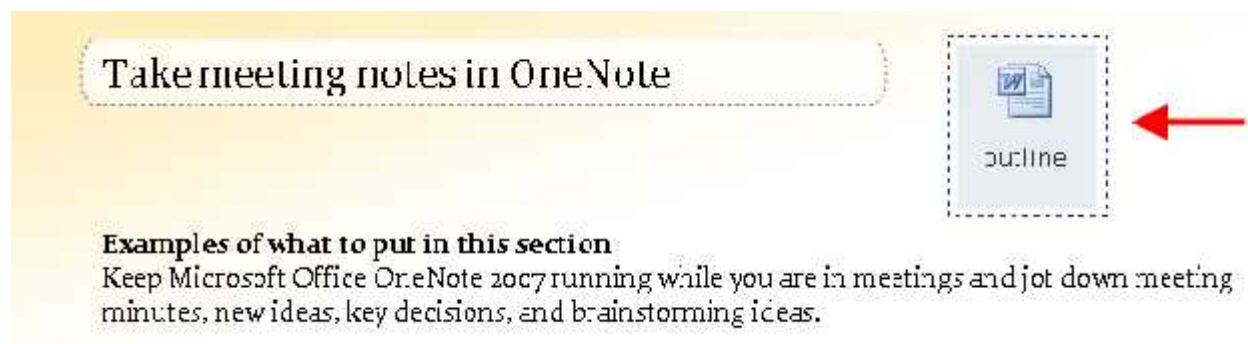 Take meeting notes in OneNote
outline
Examples of what to put in this section
Keep Microsoft Office OneNote 2007 running while you are in meetings and jot down meeting
minutes, new ideas, key decisions, and brainstorming ideas.